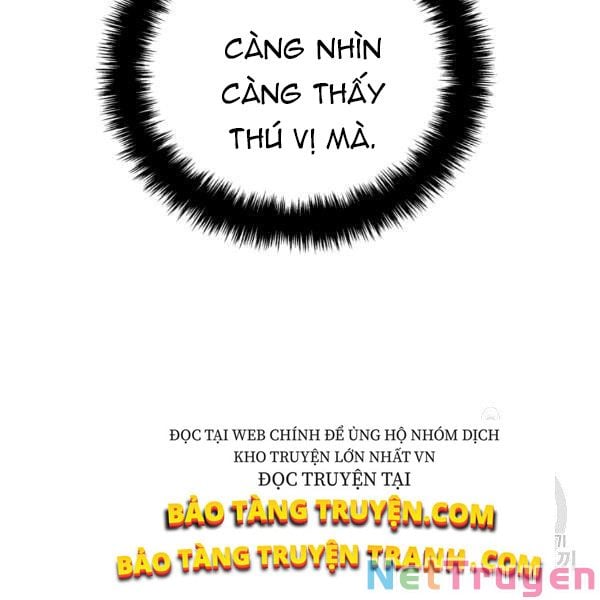 CÀNG NHÌN
CÀNG THẤY
THÚ VỊ MÀ.
ĐỌC TẠI WEB CHÍNH ĐỂ ỦNG HỘ NHÓM DỊCH
KHO TRUYỆN LỚN NHẤT VN
ĐỌC TRUYỆN TẠI
BẢO TÀNG TRUYỆN.COM
BẢO TÀNG TRUYỆN TRANH.COM
NetTruyen